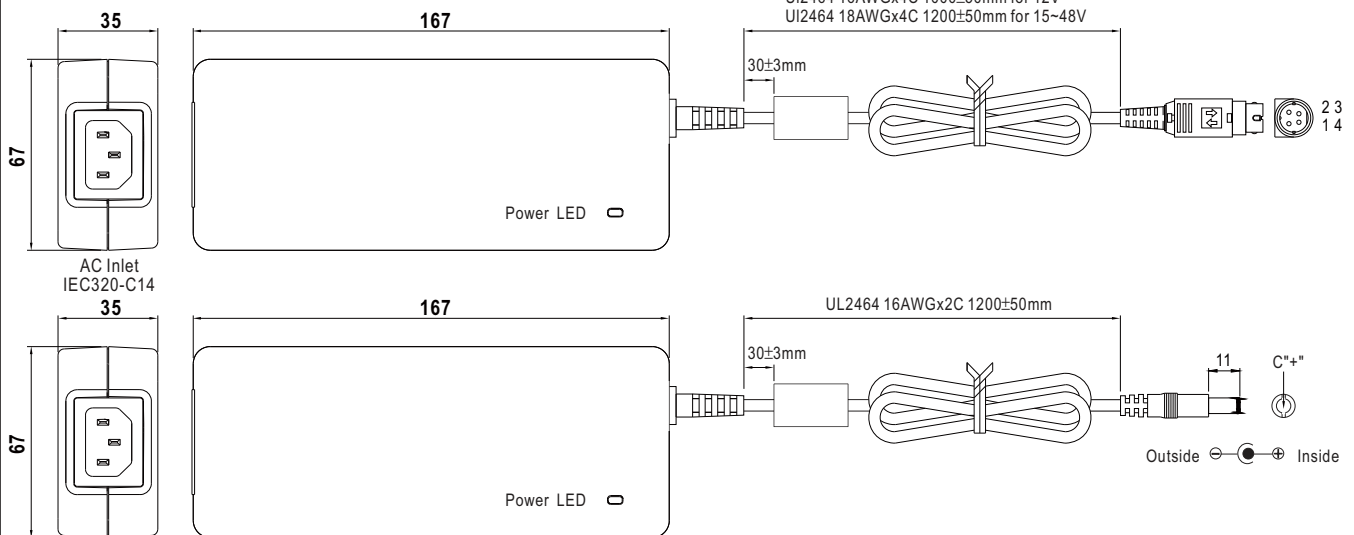 UI2464 18AWGx4C 1200±50mm for 15~48V
35
167
30±3mm
67
2 3
1 4
Power LED
AC Inlet
IEC320-C14
35
167
UL2464 16AWGx2C 1200±50mm
30±3mm
11
C"+"
67
Outside
Inside
Power LED